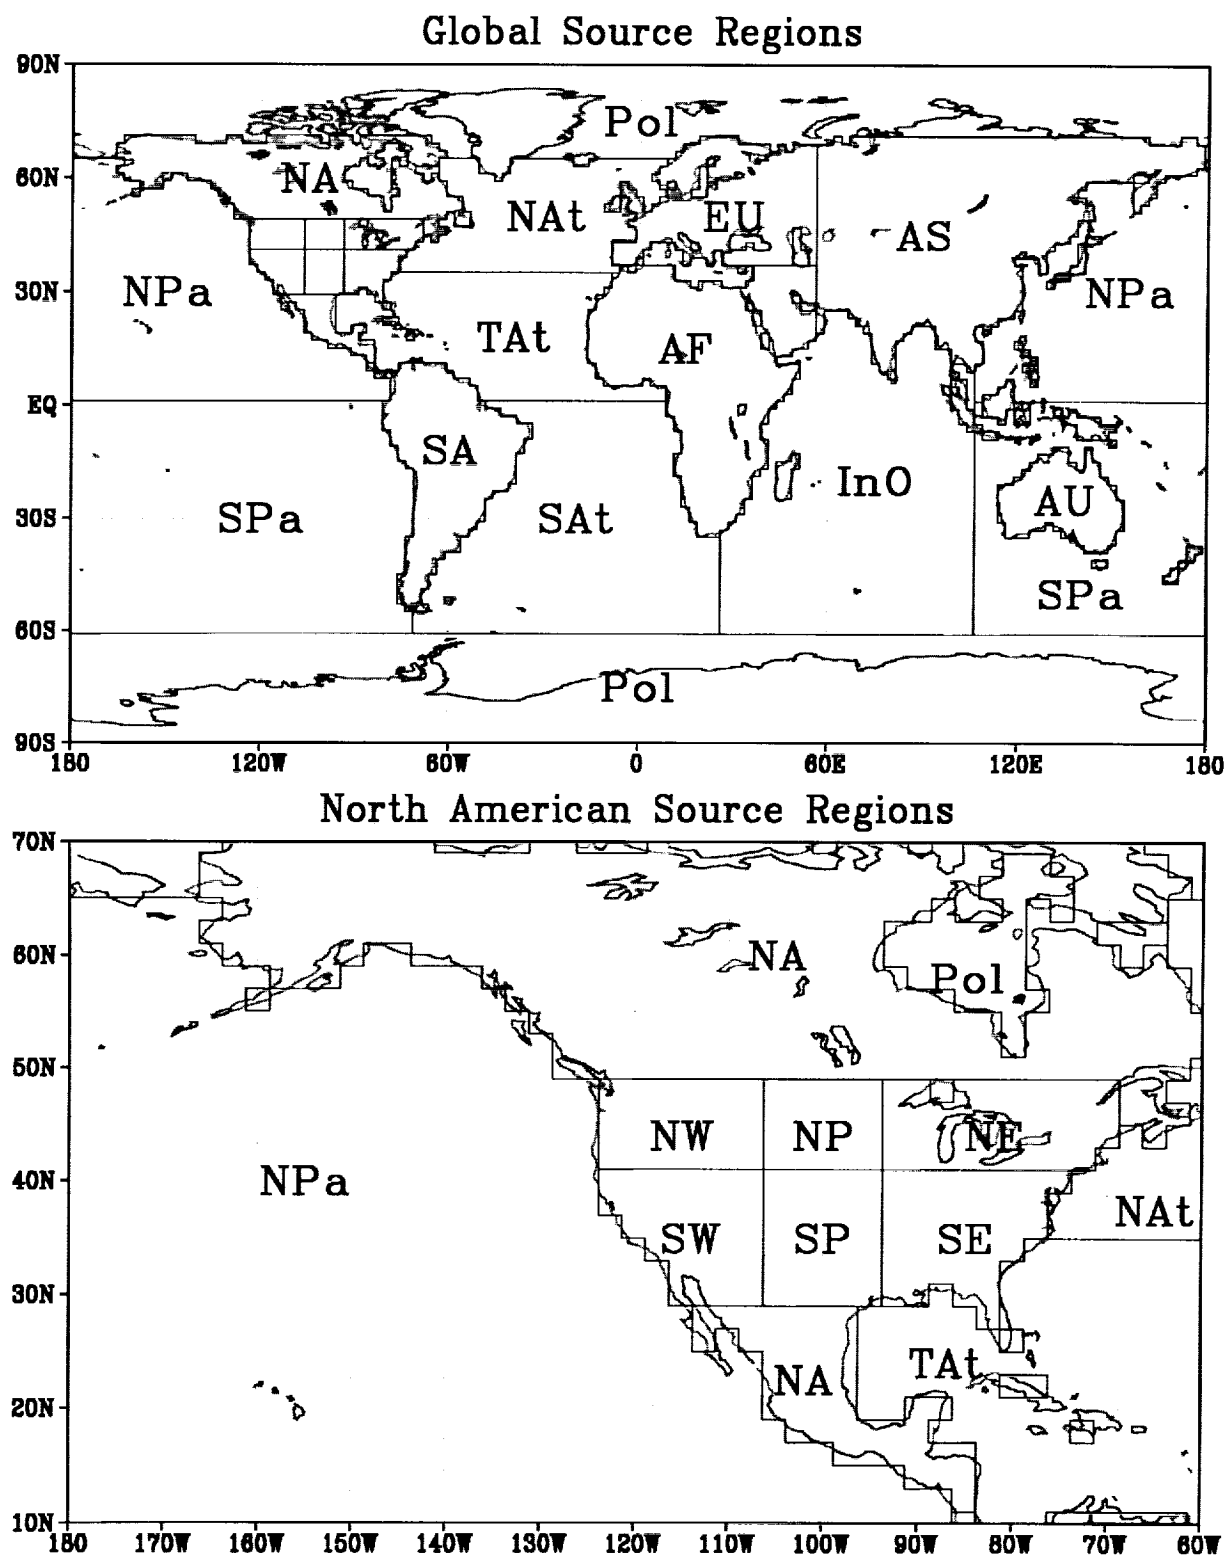 Global Source Regions
90N
Pol
60N
NA
NAt
EU
AS
NPa
30N
NPa
TAt
AF
EQ
SA
InO
AU
30S
SPa
SAt
SPa
60S
Pol
90S
180 120W 60W 0 60E 120E 180
North American Source Regions
70N
60N
NA
Pol
50N
NW NP NE
40N
NPa
NAt
SW SP SE
30N
TAt
NA
20N
10N
180 170W 160W 150W 140W 130W 120W 110W 100W 90W 80W 70W 60W